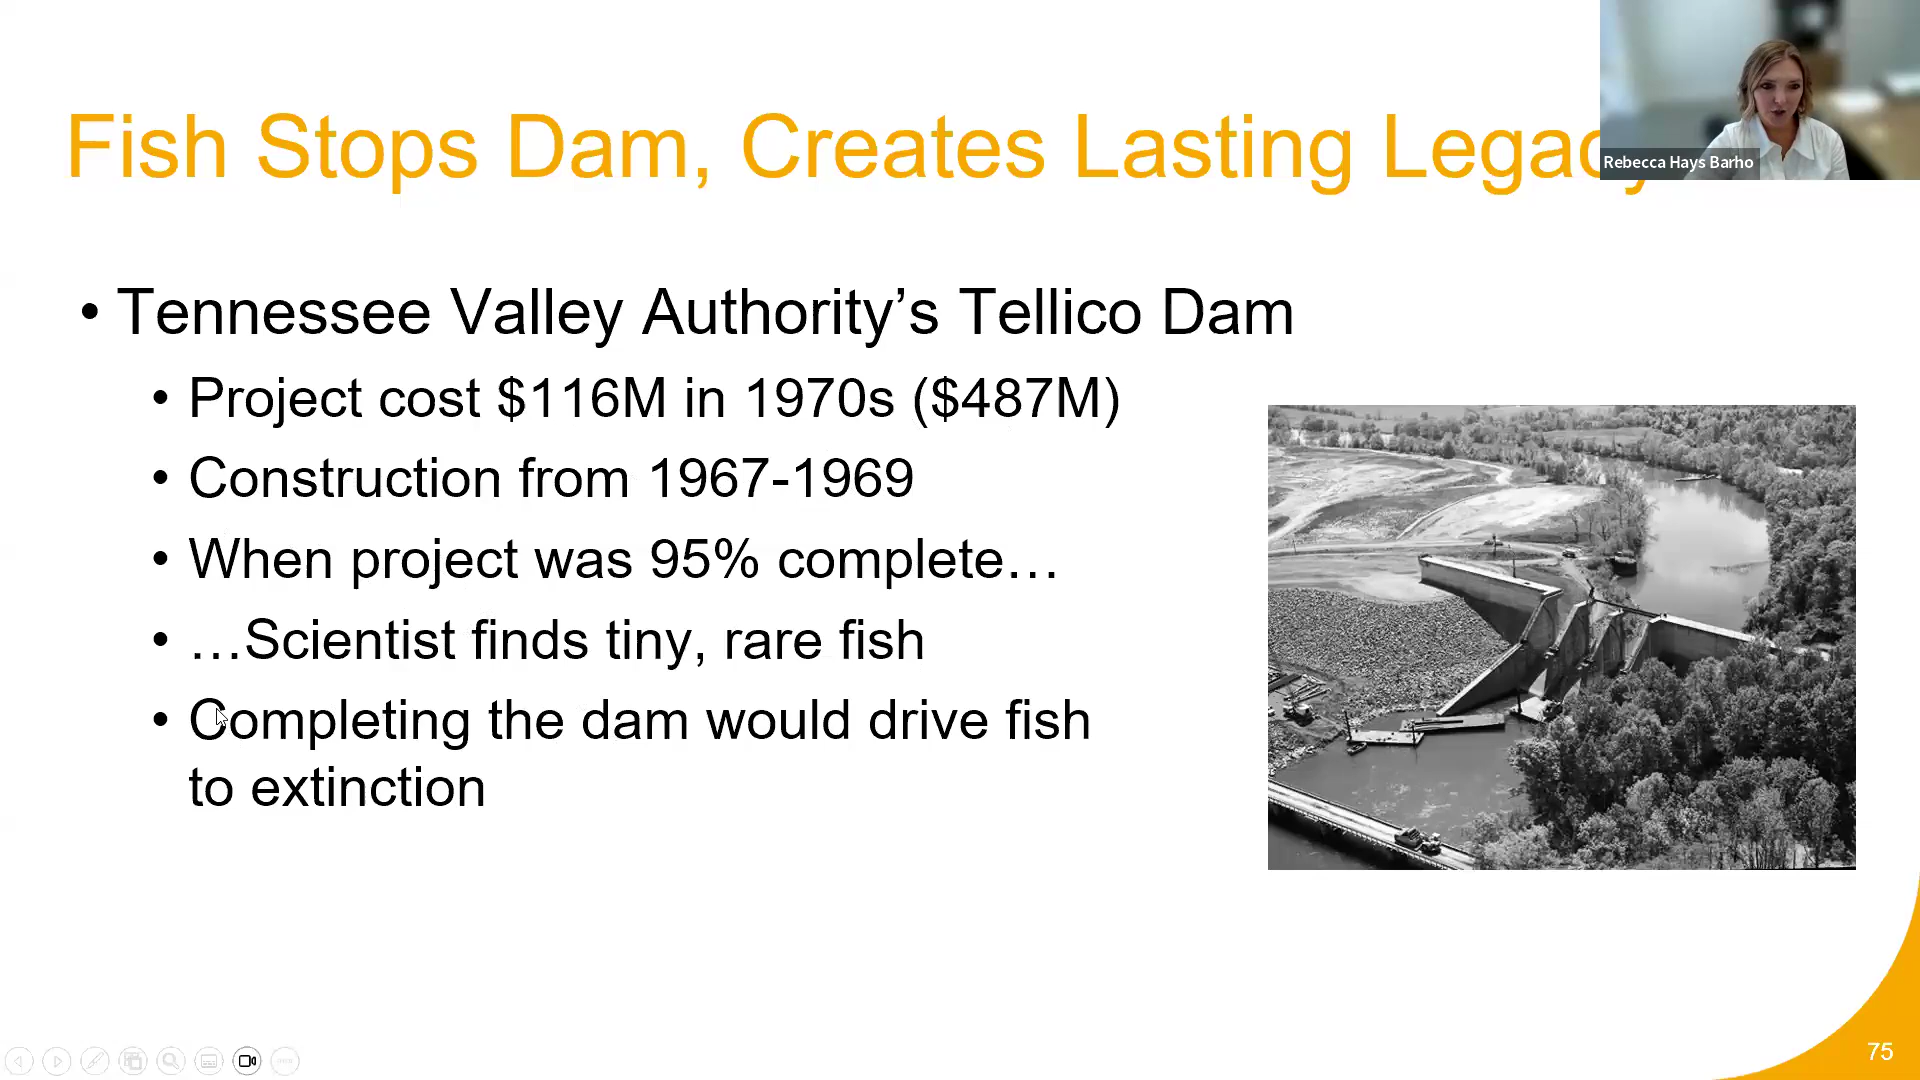 Fish Stops Dam, Creates Lasting Legacy
Rebecca Hays Barho
• Tennessee Valley Authority’s Tellico Dam
• Project cost $116M in 1970s ($487M)
• Construction from 1967-1969
• When project was 95% complete…
• …Scientist finds tiny, rare fish
• Completing the dam would drive fish
to extinction
75